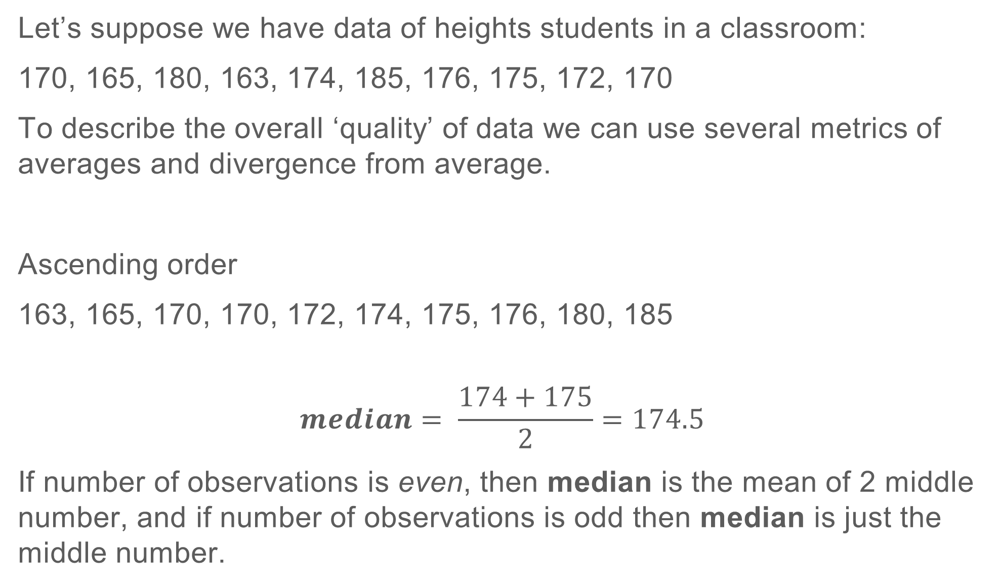 Let’s suppose we have data of heights students in a classroom:
170, 165, 180, 163, 174, 185, 176, 175, 172, 170
To describe the overall ‘quality’ of data we can use several metrics of
averages and divergence from average.
Ascending order
163, 165, 170, 170, 172, 174, 175, 176, 180, 185
median = (174 + 175) / 2 = 174.5
If number of observations is even, then median is the mean of 2 middle
number, and if number of observations is odd then median is just the
middle number.